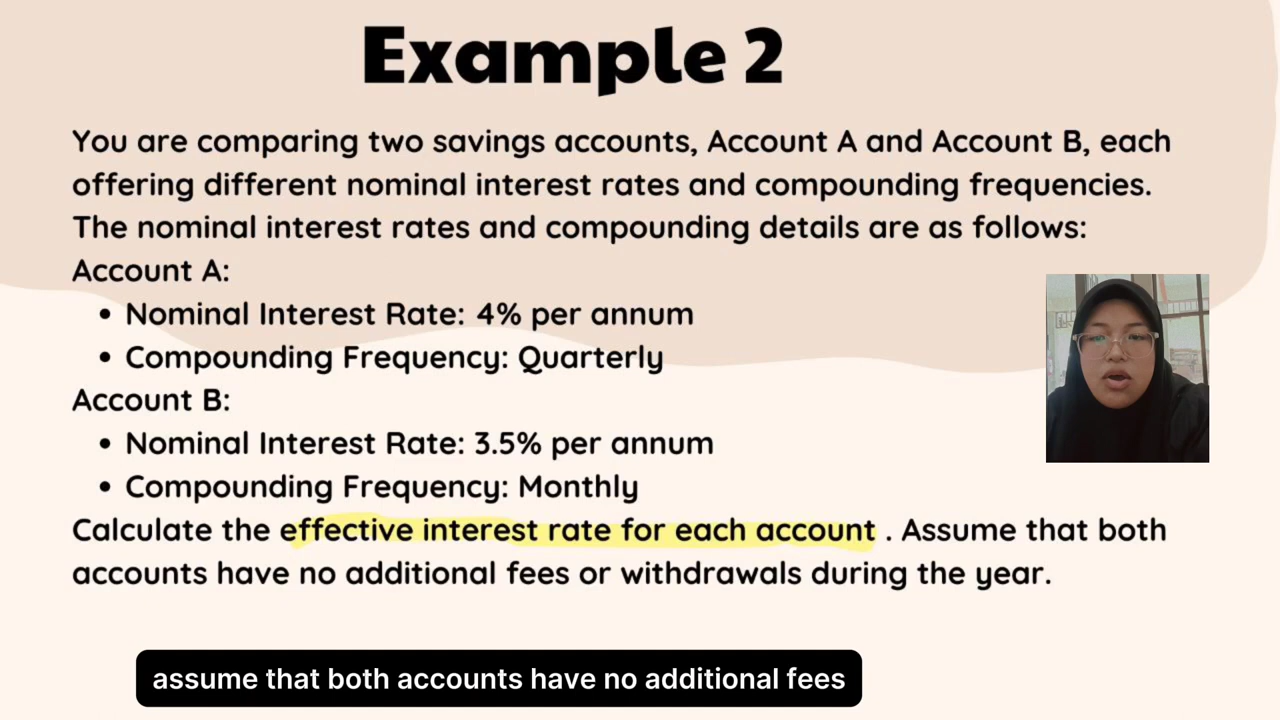 Example 2
You are comparing two savings accounts, Account A and Account B, each
offering different nominal interest rates and compounding frequencies.
The nominal interest rates and compounding details are as follows:
Account A:
• Nominal Interest Rate: 4% per annum
• Compounding Frequency: Quarterly
Account B:
• Nominal Interest Rate: 3.5% per annum
• Compounding Frequency: Monthly
Calculate the effective interest rate for each account . Assume that both
accounts have no additional fees or withdrawals during the year.
assume that both accounts have no additional fees